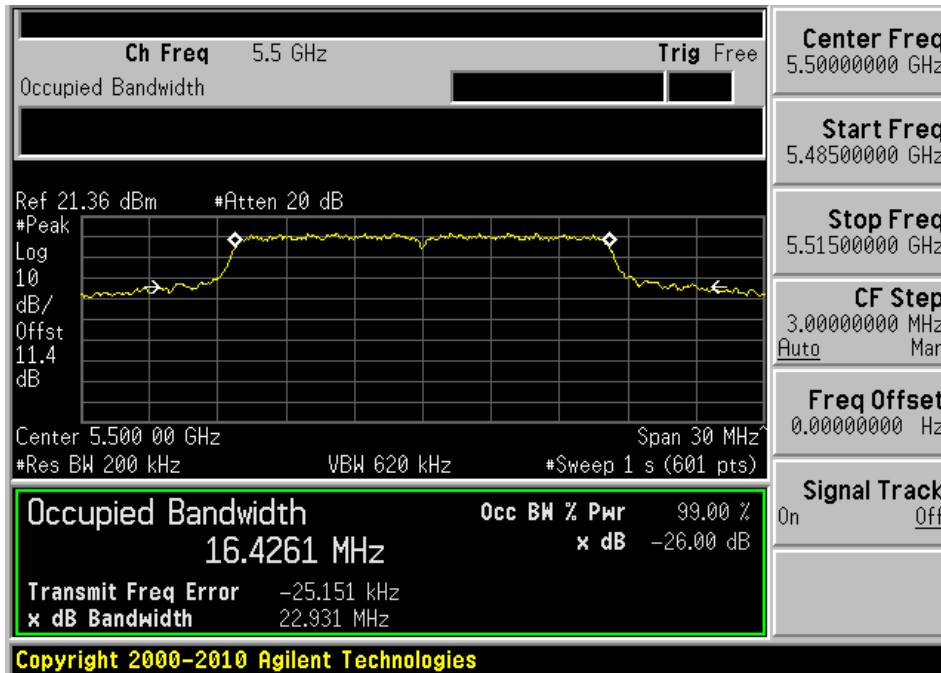 Ch Freq 5.5 GHz Trig Free
Occupied Bandwidth
Ref 21.36 dBm #Atten 20 dB
#Peak
Log
10
dB/
Offst
11.4
dB
Center 5.500 00 GHz Span 30 MHz^
#Res BW 200 kHz VBW 620 kHz #Sweep 1 s (601 pts)
Occupied Bandwidth Occ BW % Pwr 99.00 %
16.4261 MHz x dB -26.00 dB
Transmit Freq Error -25.151 kHz
x dB Bandwidth 22.931 MHz
Copyright 2000-2010 Agilent Technologies
Center Freq
5.50000000 GHz
Start Freq
5.48500000 GHz
Stop Freq
5.51500000 GHz
CF Step
3.00000000 MHz
Auto Man
Freq Offset
0.00000000 Hz
Signal Track
On Off